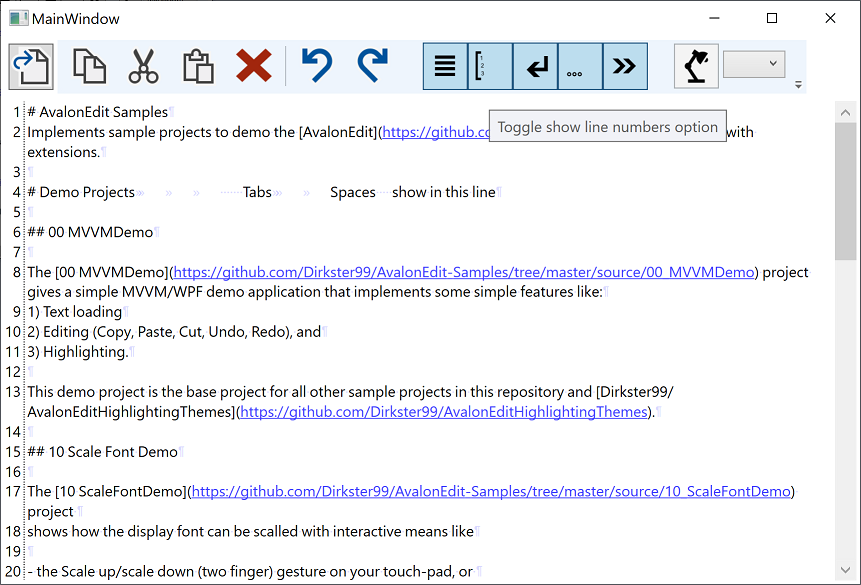 MainWindow
1 # AvalonEdit Samples¶
2 Implements sample projects to demo the [AvalonEdit](https://github.co with
Toggle show line numbers option
extensions.¶
3 ¶
4 # Demo Projects » » » Tabs » » Spaces show in this line¶
5 ¶
6 ## 00 MVVMDemo¶
7 ¶
8 The [00 MVVMDemo](https://github.com/Dirkster99/AvalonEdit-Samples/tree/master/source/00_MVVMDemo) project
gives a simple MVVM/WPF demo application that implements some simple features like:¶
9 1) Text loading¶
10 2) Editing (Copy, Paste, Cut, Undo, Redo), and¶
11 3) Highlighting.¶
12 ¶
13 This demo project is the base project for all other sample projects in this repository and [Dirkster99/
AvalonEditHighlightingThemes](https://github.com/Dirkster99/AvalonEditHighlightingThemes).¶
14 ¶
15 ## 10 Scale Font Demo¶
16 ¶
17 The [10 ScaleFontDemo](https://github.com/Dirkster99/AvalonEdit-Samples/tree/master/source/10_ScaleFontDemo)
project ¶
18 shows how the display font can be scalled with interactive means like¶
19 ¶
20 - the Scale up/scale down (two finger) gesture on your touch-pad, or ¶